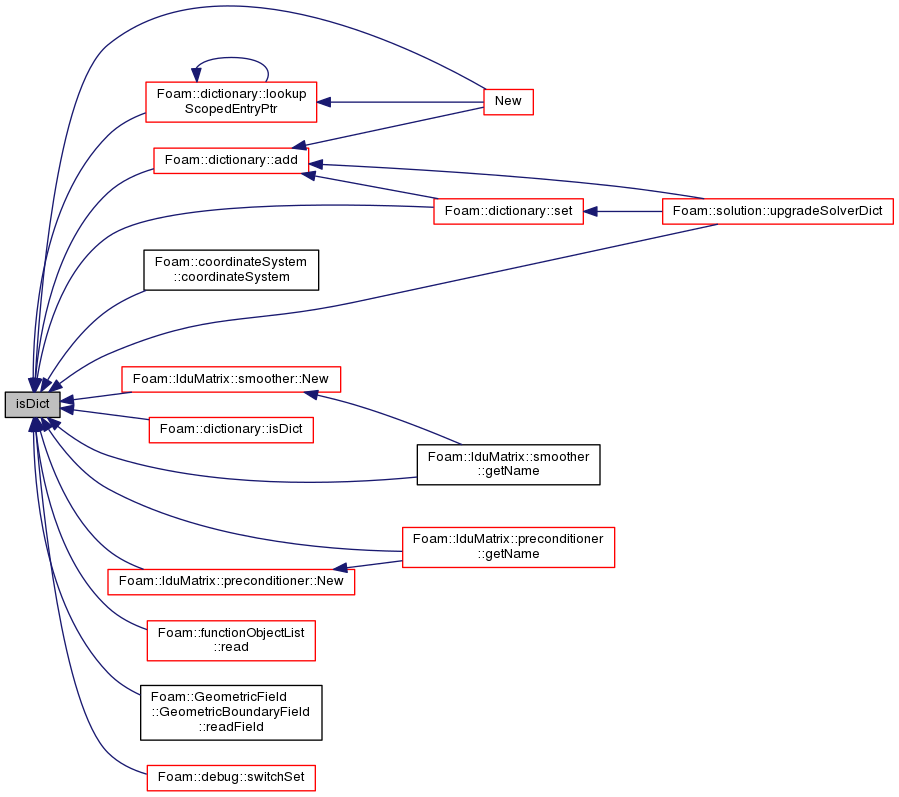 Foam::dictionary::lookup
ScopedEntryPtr
New
Foam::dictionary::add
Foam::dictionary::set
Foam::solution::upgradeSolverDict
Foam::coordinateSystem
::coordinateSystem
Foam::lduMatrix::smoother::New
isDict
Foam::dictionary::isDict
Foam::lduMatrix::smoother
::getName
Foam::lduMatrix::preconditioner
::getName
Foam::lduMatrix::preconditioner::New
Foam::functionObjectList
::read
Foam::GeometricField
::GeometricBoundaryField
::readField
Foam::debug::switchSet